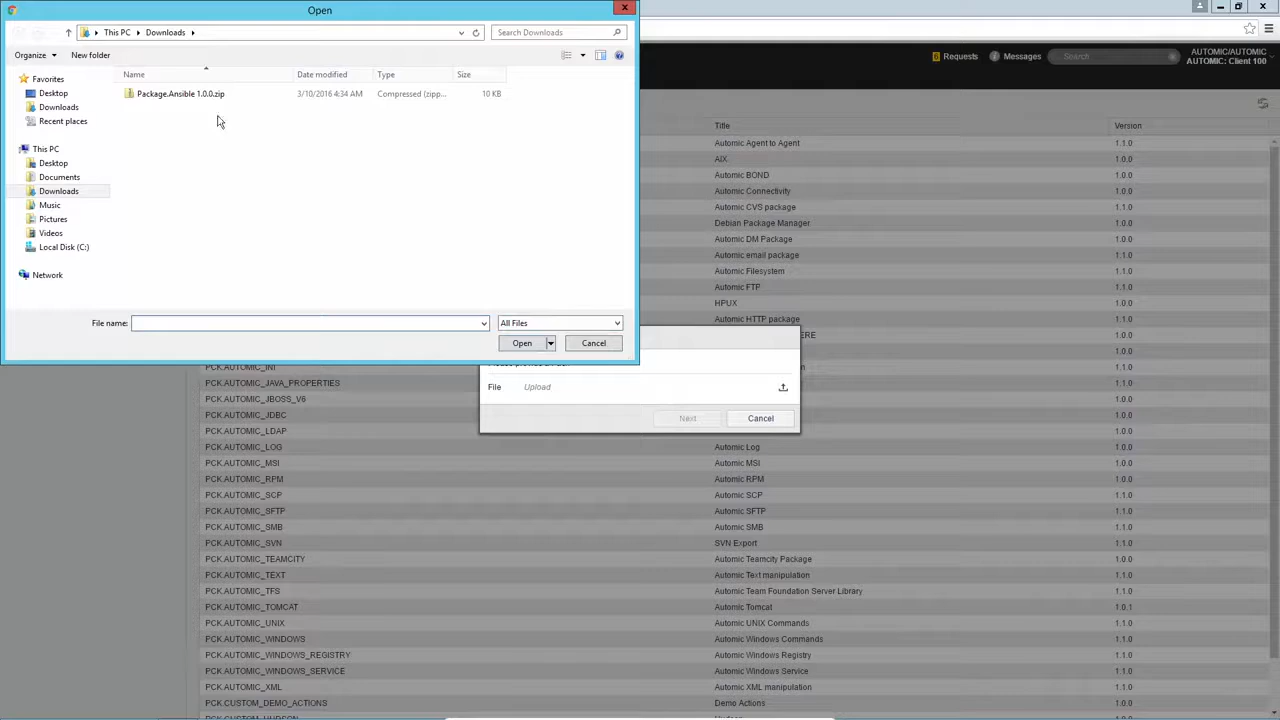 Open
This PC
Downloads
Search Downloads
Organize
New folder
Requests
Messages
Search
AUTOMIC/AUTOMIC
AUTOMIC: Client 100
Favorites
Desktop
Downloads
Recent places
This PC
Desktop
Documents
Downloads
Music
Pictures
Videos
Local Disk (C:)
Network
Name Date modified Type Size
Package.Ansible 1.0.0.zip 3/10/2016 4:34 AM Compressed (zipp... 10 KB
File name:
All Files
Open Cancel
Title Version
Automic Agent to Agent 1.1.0
AIX. 1.0.0
Automic BOND 1.0.0
Automic Connectivity 1.0.0
Automic CVS package 1.1.0
Debian Package Manager 1.0.0
Automic DM Package 1.0.0
Automic email package 1.1.0
Automic Filesystem 1.1.0
Automic FTP 1.1.0
HPUX 1.0.0
Automic HTTP package 1.1.0
ERE 1.1.0
1.0.0
PCK.AUTOMIC_INI 1.1.0
File Upload
Next Cancel
PCK.AUTOMIC_JAVA_PROPERTIES 1.1.0
PCK.AUTOMIC_JBOSS_V6 1.1.0
PCK.AUTOMIC_JDBC 1.1.0
PCK.AUTOMIC_LDAP 1.0.0
PCK.AUTOMIC_LOG Automic Log 1.0.0
PCK.AUTOMIC_MSI Automic MSI 1.1.0
PCK.AUTOMIC_RPM Automic RPM 1.0.0
PCK.AUTOMIC_SCP Automic SCP 1.1.0
PCK.AUTOMIC_SFTP Automic SFTP 1.1.0
PCK.AUTOMIC_SMB Automic SMB 1.1.0
PCK.AUTOMIC_SVN SVN Export 1.1.0
PCK.AUTOMIC_TEAMCITY Automic Teamcity Package 1.0.0
PCK.AUTOMIC_TEXT Automic Text manipulation 1.1.0
PCK.AUTOMIC_TFS Automic Team Foundation Server Library 1.1.0
PCK.AUTOMIC_TOMCAT Automic Tomcat 1.0.1
PCK.AUTOMIC_UNIX Automic UNIX Commands 1.1.0
PCK.AUTOMIC_WINDOWS Automic Windows Commands 1.1.0
PCK.AUTOMIC_WINDOWS_REGISTRY Automic Windows Registry 1.1.0
PCK.AUTOMIC_WINDOWS_SERVICE Automic Windows Service 1.1.0
PCK.AUTOMIC_XML Automic XML manipulation 1.1.0
PCK.CUSTOM_DEMO_ACTIONS Demo Actions 1.1.0